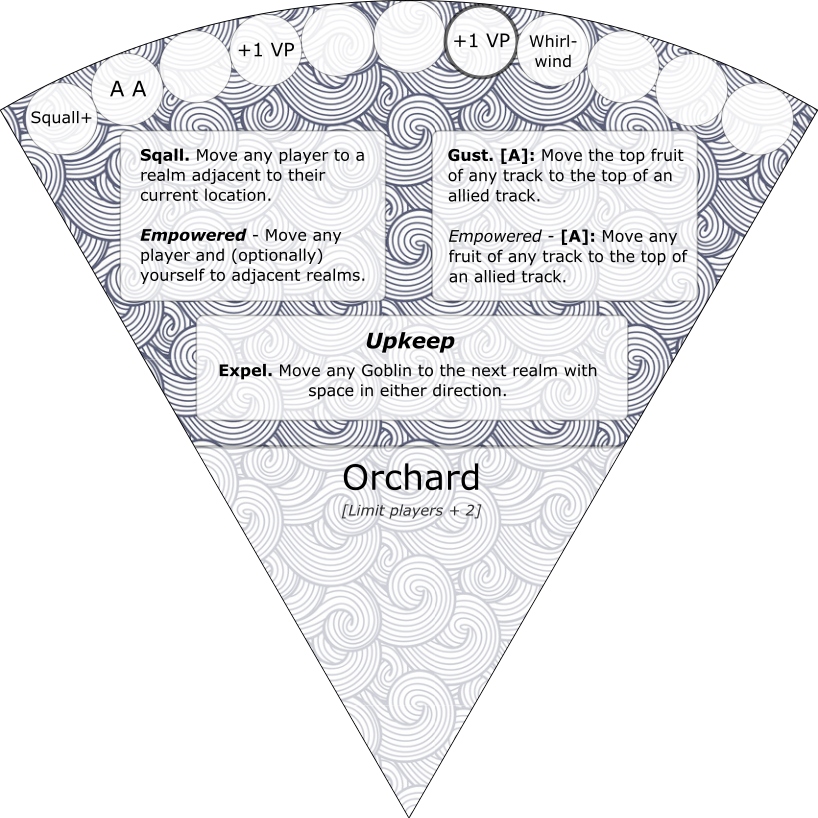 Squall+
A A
+1 VP
+1 VP
Whirl-
wind
Sqall. Move any player to a
realm adjacent to their
current location.
Empowered - Move any
player and (optionally)
yourself to adjacent realms.
Gust. [A]: Move the top fruit
of any track to the top of an
allied track.
Empowered - [A]: Move any
fruit of any track to the top of
an allied track.
Upkeep
Expel. Move any Goblin to the next realm with
space in either direction.
Orchard
[Limit players + 2]